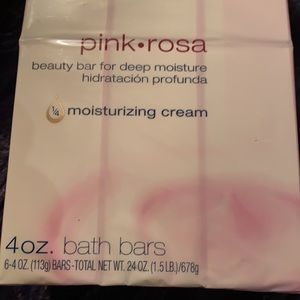 pink•rosa
beauty bar for deep moisture
hidratación profunda
¼ moisturizing cream
4oz. bath bars
6-4 OZ. (113g) BARS-TOTAL NET WT. 24 OZ. (1.5 LB.)/678g